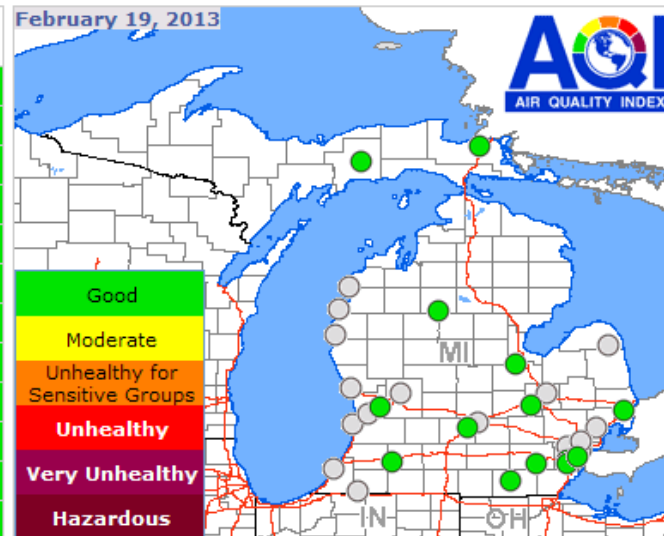 February 19, 2013
AQI
AIR QUALITY INDEX
MI
Good
Moderate
Unhealthy for
Sensitive Groups
Unhealthy
Very Unhealthy
Hazardous
IN
OH